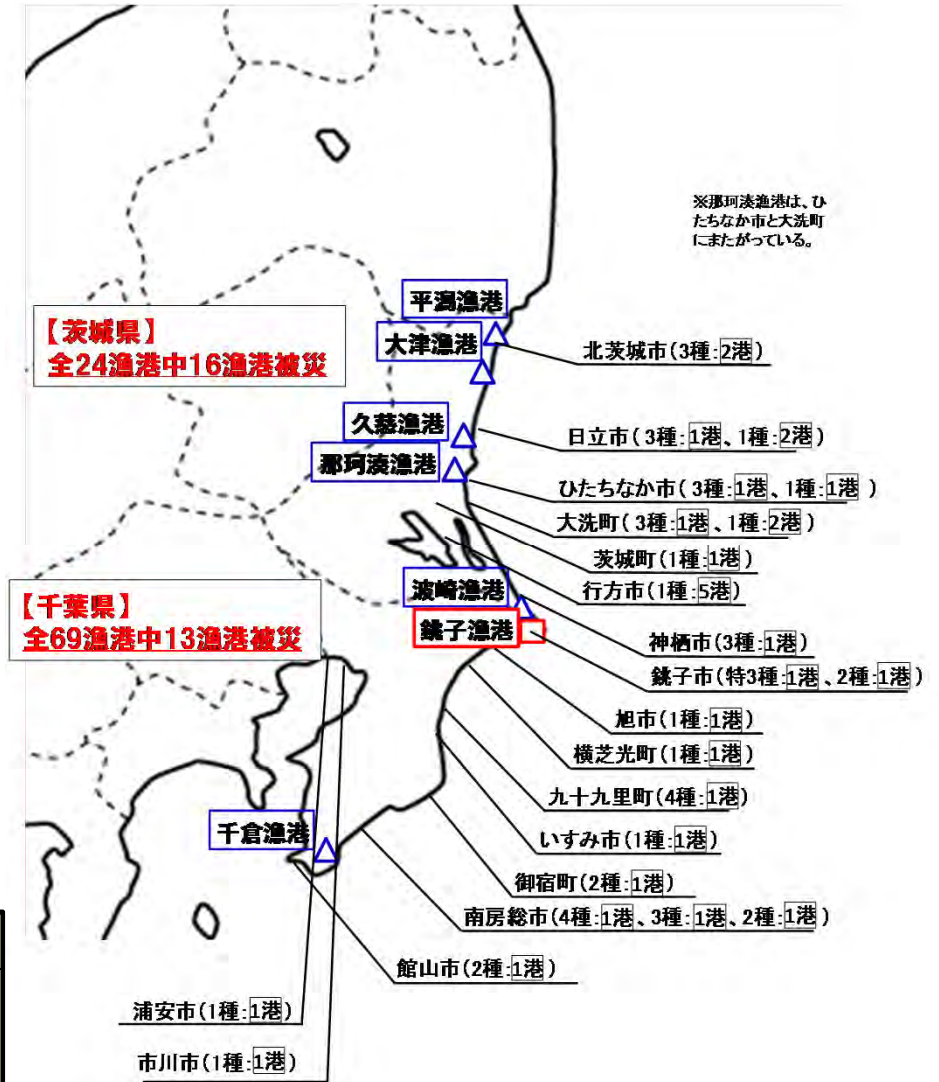 ※那珂湊漁港は、ひ
たちなか市と大洗町
にまたがっている。
平潟漁港
【茨城県】
全24漁港中16漁港被災
大津漁港
北茨城市(3種:2港)
久慈漁港
日立市(3種:1港、1種:2港)
那珂湊漁港
ひたちなか市(3種:1港、1種:1港)
大洗町(3種:1港、1種:2港)
茨城町(1種:1港)
波崎漁港
行方市(1種:5港)
【千葉県】
全69漁港中13漁港被災
銚子漁港
神栖市(3種:1港)
銚子市(特3種:1港、2種:1港)
旭市(1種:1港)
横芝光町(1種:1港)
九十九里町(4種:1港)
千倉漁港
いすみ市(1種:1港)
御宿町(2種:1港)
南房総市(4種:1港、3種:1港、2種:1港)
館山市(2種:1港)
浦安市(1種:1港)
市川市(1種:1港)